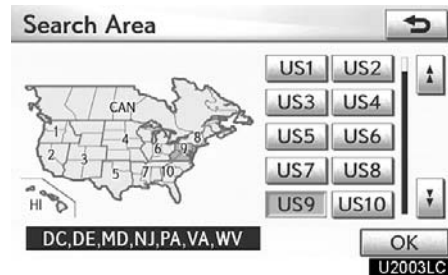 Search Area
US1 US2
CAN
US3 US4
1
4
8
6
9
US5 US6
2
3
5
7
10
US7 US8
HI
US9 US10
DC,DE,MD,NJ,PA,VA,WV
OK
U2003LC